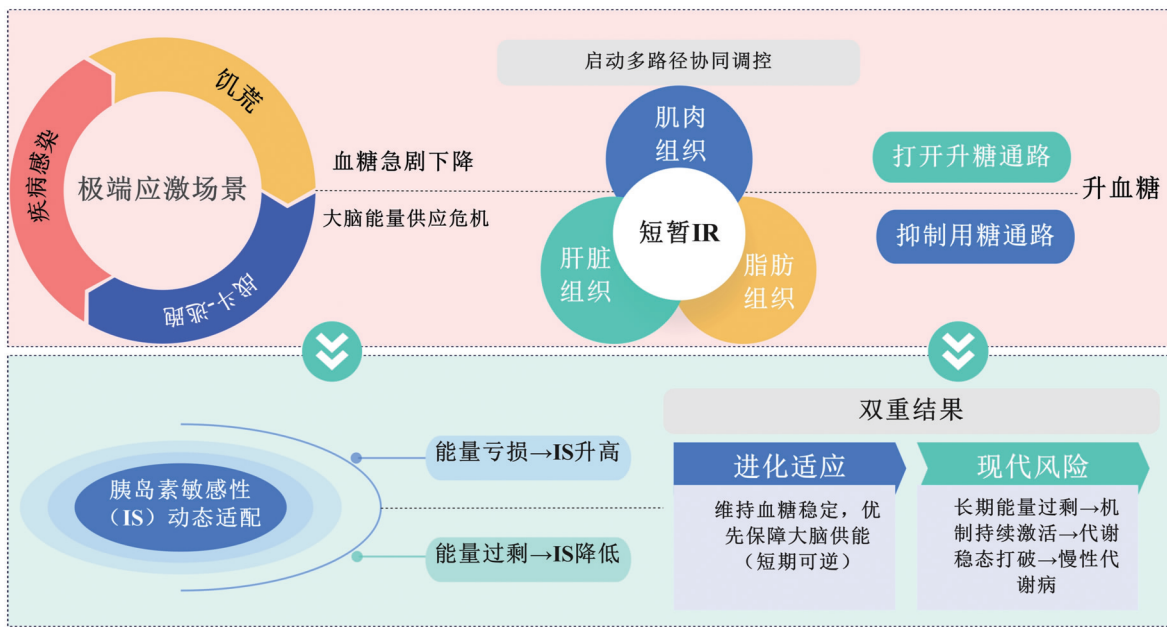 饥荒
疾病感染
极端应激场景
战斗-逃跑
血糖急剧下降
大脑能量供应危机
启动多路径协同调控
肌肉
组织
短暂IR
肝脏
组织
脂肪
组织
打开升糖通路
抑制用糖通路
升血糖
胰岛素敏感性
（IS）动态适配
能量亏损→IS升高
能量过剩→IS降低
双重结果
进化适应
维持血糖稳定，优
先保障大脑供能
（短期可逆）
现代风险
长期能量过剩→机
制持续激活→代谢
稳态打破→慢性代
谢病